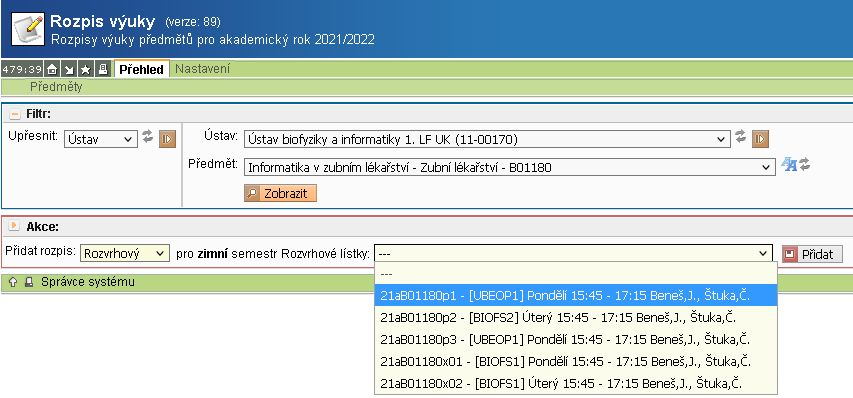 Rozpis výuky (verze: 89)
Rozpisy výuky předmětů pro akademický rok 2021/2022
479:39 Přehled Nastavení
Předměty
Filtr:
Upřesnit: Ústav Ústav: Ústav biofyziky a informatiky 1. LF UK (11-00170)
Předmět: Informatika v zubním lékařství - Zubní lékařství - B01180
Zobrazit
Akce:
Přidat rozpis: Rozvrhový pro zimní semestr Rozvrhové lístky: --- Přidat
---
21aB01180p1 - [UBEOP1] Pondělí 15:45 - 17:15 Beneš,J., Štuka,Č.
21aB01180p2 - [BIOFS2] Úterý 15:45 - 17:15 Beneš,J., Štuka,Č.
21aB01180p3 - [UBEOP1] Pondělí 15:45 - 17:15 Beneš,J., Štuka,Č.
21aB01180x01 - [BIOFS1] Pondělí 15:45 - 17:15 Beneš,J., Štuka,Č.
21aB01180x02 - [BIOFS1] Úterý 15:45 - 17:15 Beneš,J., Štuka,Č.
Správce systému